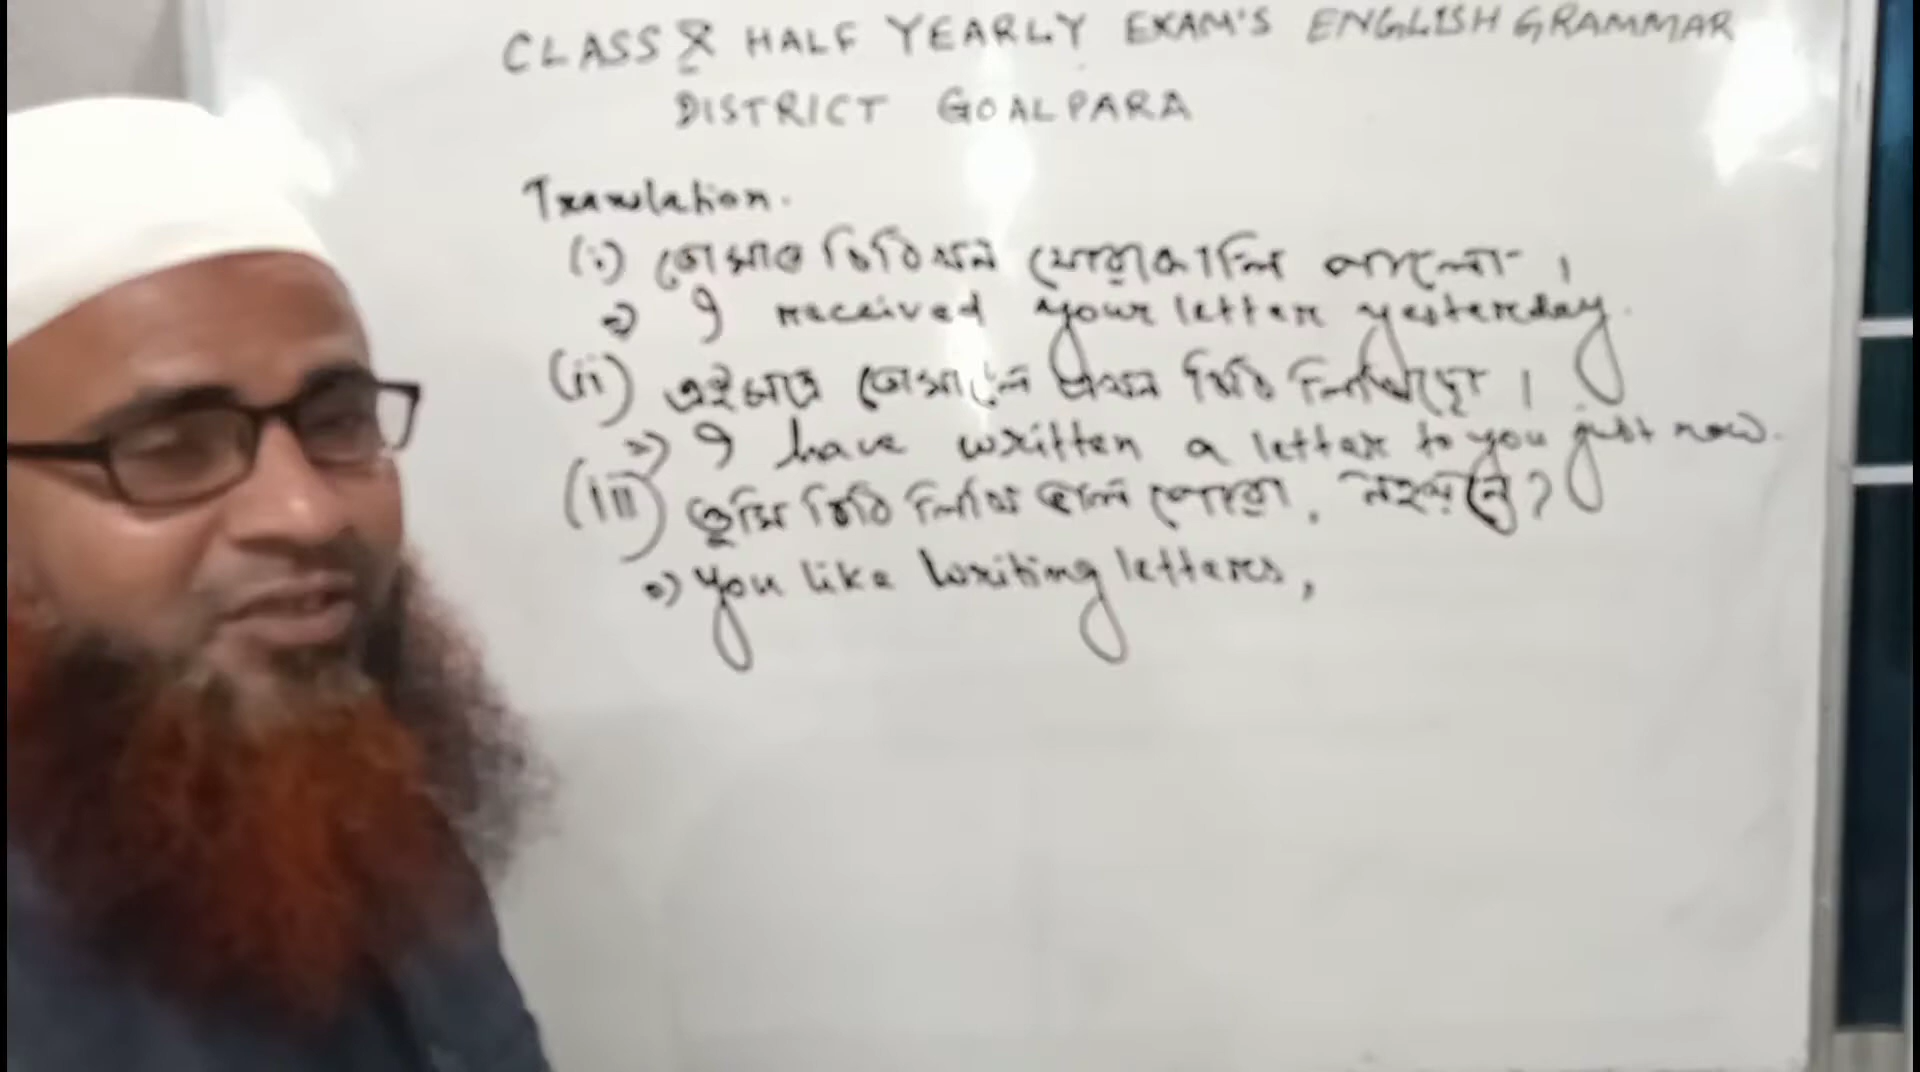 CLASS X HALF YEARLY EXAM'S ENGLISH GRAMMAR
DISTRICT GOALPARA
Translation.
(i) তোমাৰ চিঠিখন যোৱাকালি পালো।
⇒ I received your letter yesterday.
(ii) এইমাত্ৰ তোমালৈ এখন চিঠি লিখিছো।
⇒ I have written a letter to you just now.
(iii) তুমি চিঠি লিখি ভাল পোৱা, নহয়নে?
⇒ You like writing letters,